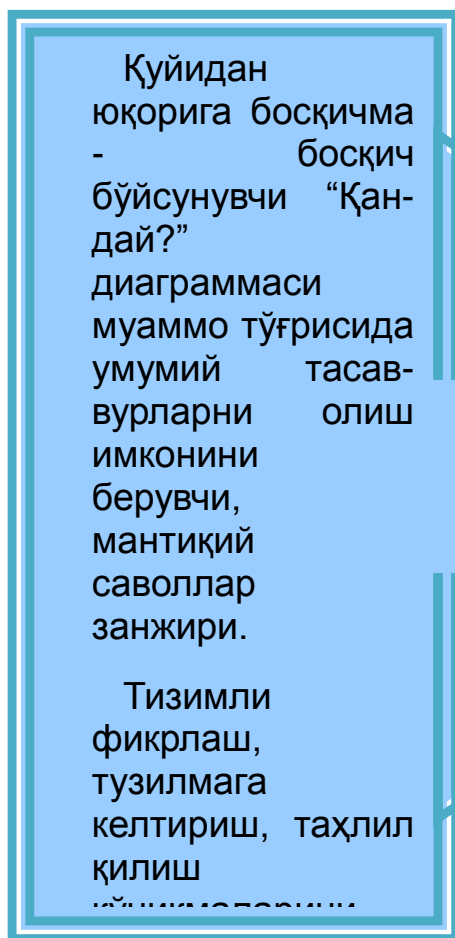 Қуйидан
юқорига босқичма
- босқич
бўйсунувчи “Қан-
дай?”
диаграммаси
муаммо тўғрисида
умумий тасав-
вурларни олиш
имконини
берувчи,
мантиқий
саволлар
занжири.
Тизимли
фикрлаш,
тузилмага
келтириш, таҳлил
қилиш